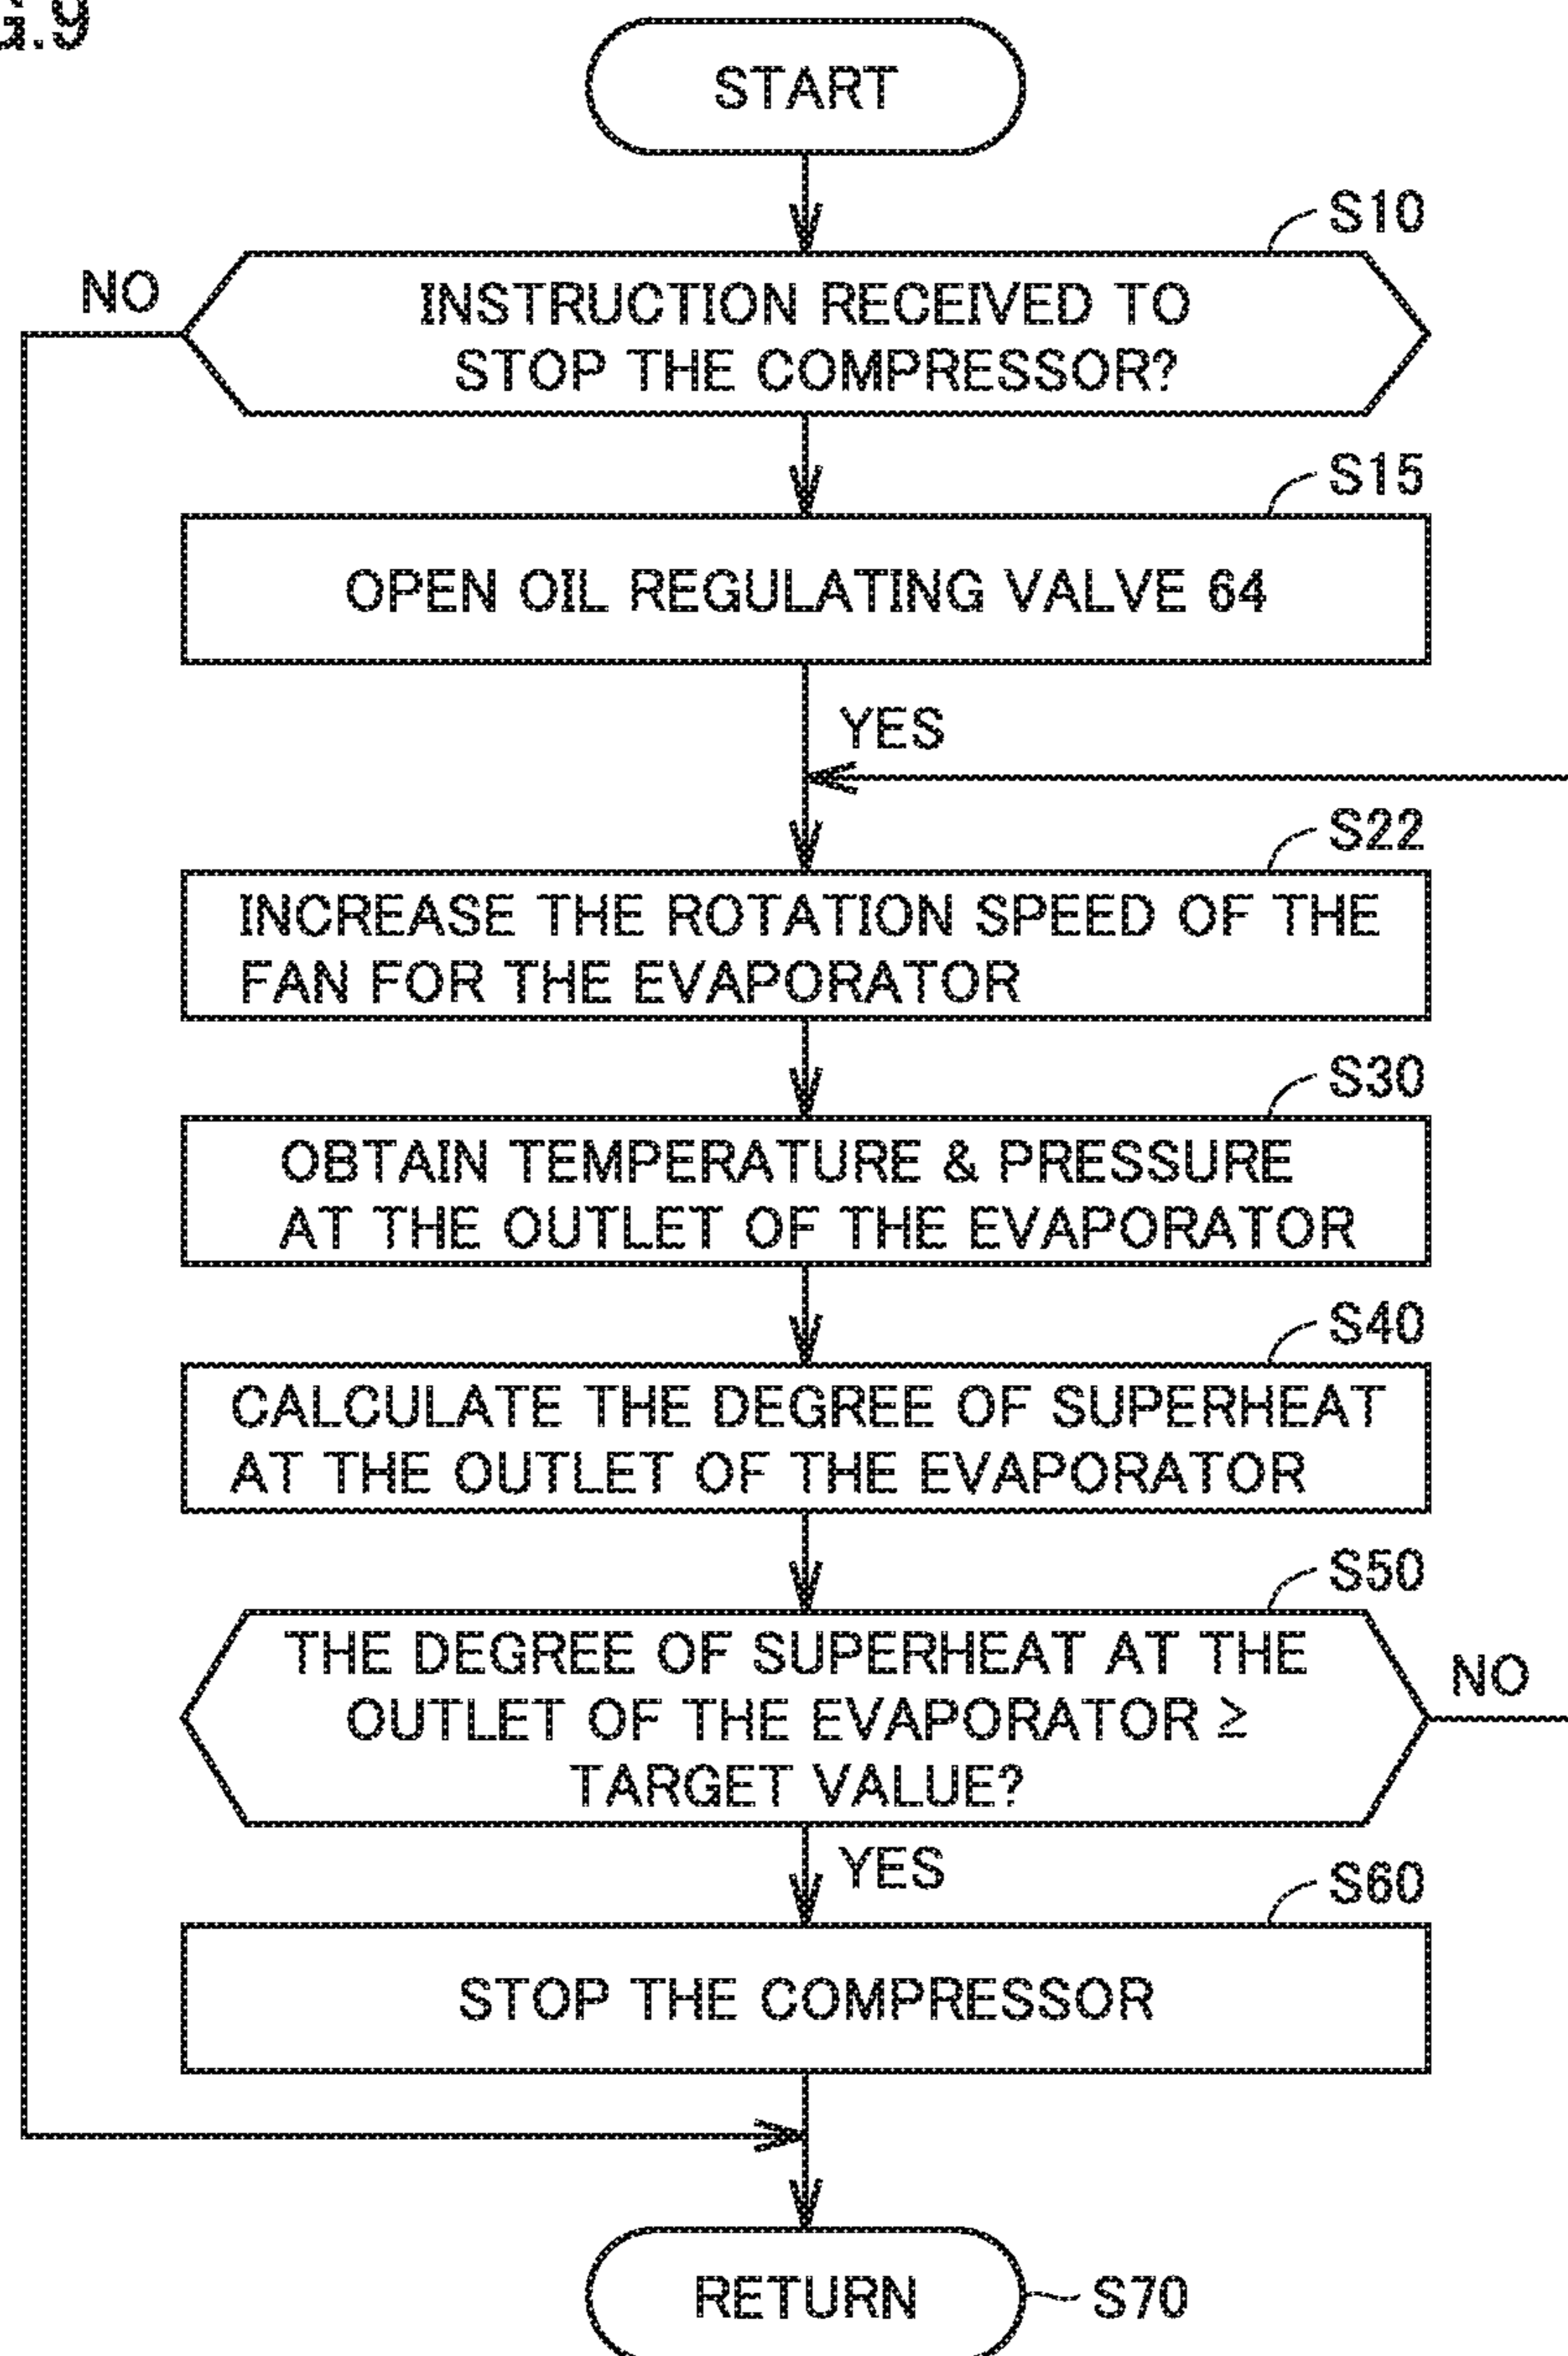 G.9
START
S10
NO
INSTRUCTION RECEIVED TO
STOP THE COMPRESSOR?
S15
OPEN OIL REGULATING VALVE 64
YES
S22
INCREASE THE ROTATION SPEED OF THE
FAN FOR THE EVAPORATOR
S30
OBTAIN TEMPERATURE & PRESSURE
AT THE OUTLET OF THE EVAPORATOR
S40
CALCULATE THE DEGREE OF SUPERHEAT
AT THE OUTLET OF THE EVAPORATOR
S50
THE DEGREE OF SUPERHEAT AT THE
OUTLET OF THE EVAPORATOR ≥
TARGET VALUE?
NO
YES
S60
STOP THE COMPRESSOR
RETURN
S70